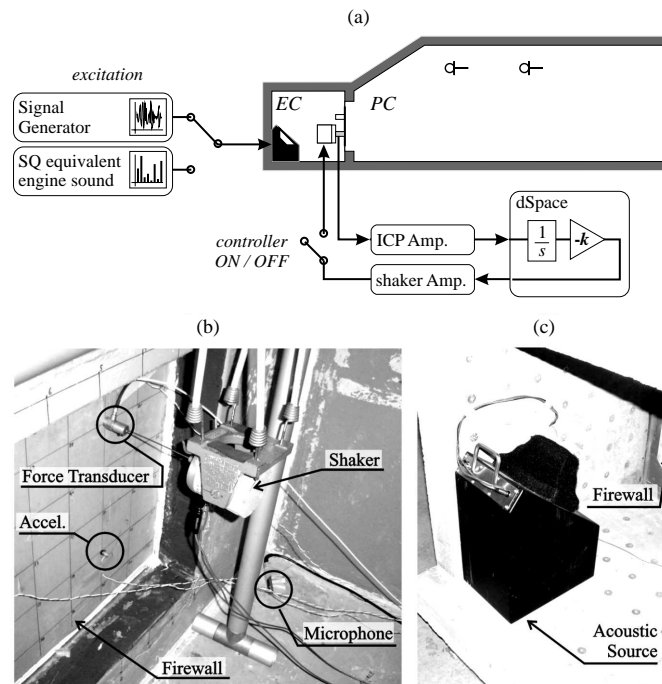 (a)
excitation
Signal
Generator
SQ equivalent
engine sound
EC
PC
controller
ON / OFF
ICP Amp.
shaker Amp.
dSpace
1
s
-k
(b)
(c)
Force Transducer
Shaker
Accel.
Microphone
Firewall
Firewall
Acoustic
Source